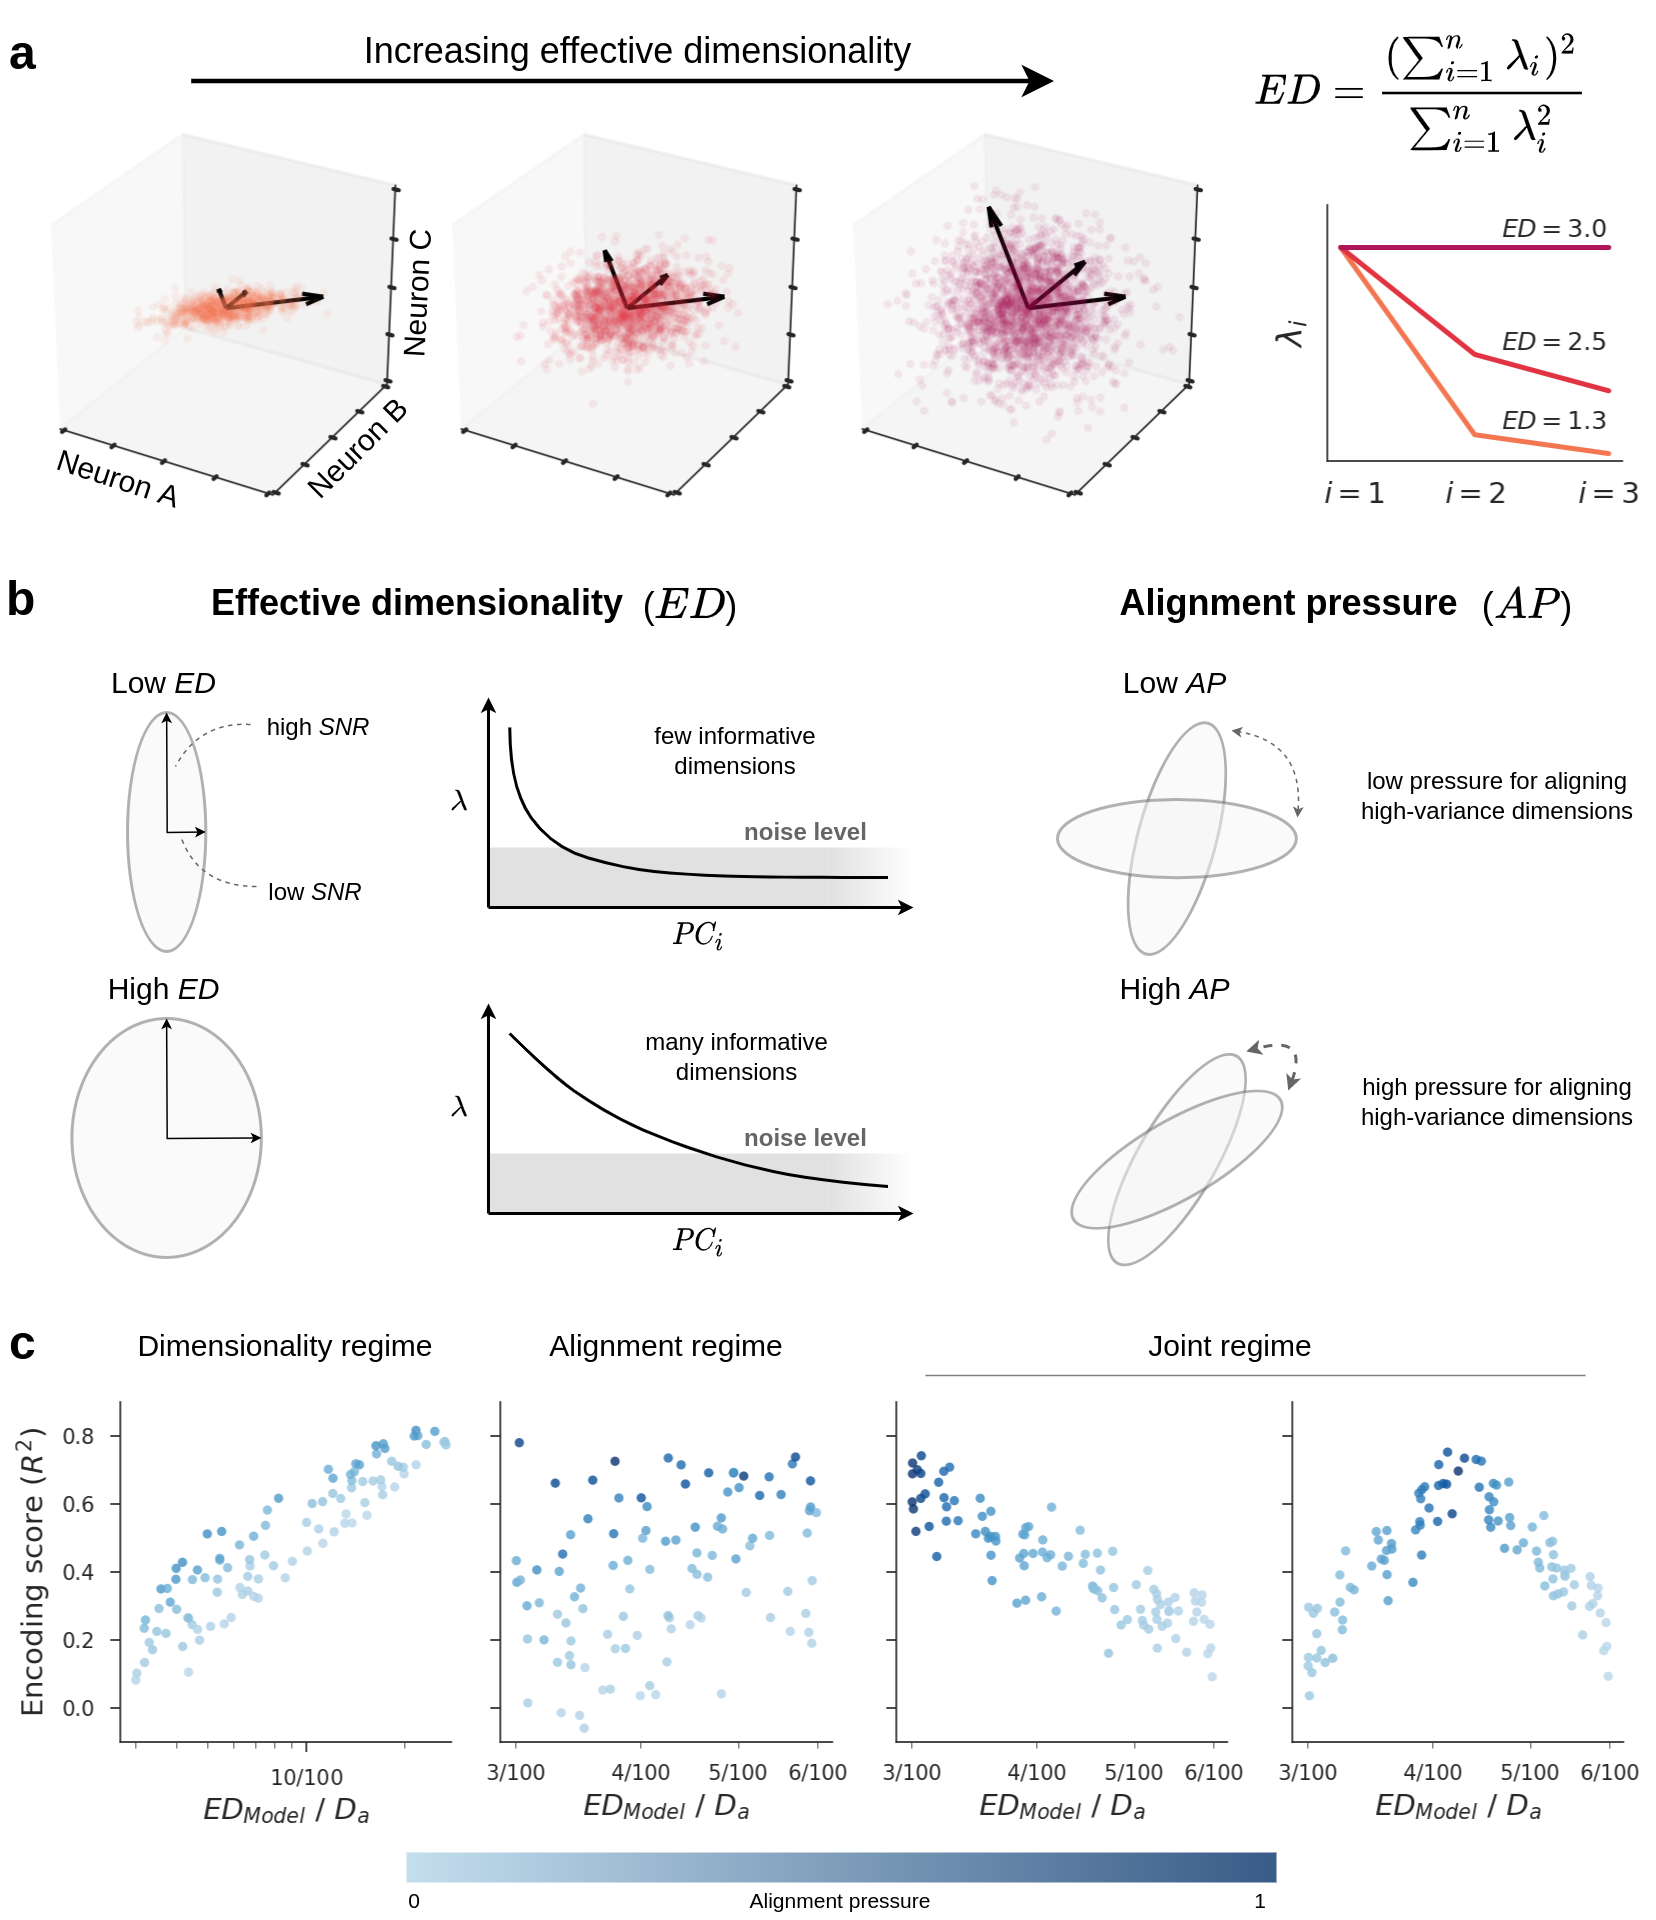 a
Increasing effective dimensionality
ED = (∑ⁿᵢ₌₁ λᵢ)² / ∑ⁿᵢ₌₁ λᵢ²
Neuron A
Neuron B
Neuron C
λᵢ
ED = 3.0
ED = 2.5
ED = 1.3
i = 1 i = 2 i = 3
b
Effective dimensionality (ED)
Alignment pressure (AP)
Low ED
high SNR
low SNR
few informative
dimensions
λ
noise level
PCᵢ
Low AP
low pressure for aligning
high-variance dimensions
High ED
many informative
dimensions
λ
noise level
PCᵢ
High AP
high pressure for aligning
high-variance dimensions
c
Dimensionality regime
Alignment regime
Joint regime
Encoding score (R²)
0.8
0.6
0.4
0.2
0.0
10/100
3/100 4/100 5/100 6/100
3/100 4/100 5/100 6/100
3/100 4/100 5/100 6/100
ED_Model / D_a
ED_Model / D_a
ED_Model / D_a
ED_Model / D_a
0 Alignment pressure 1